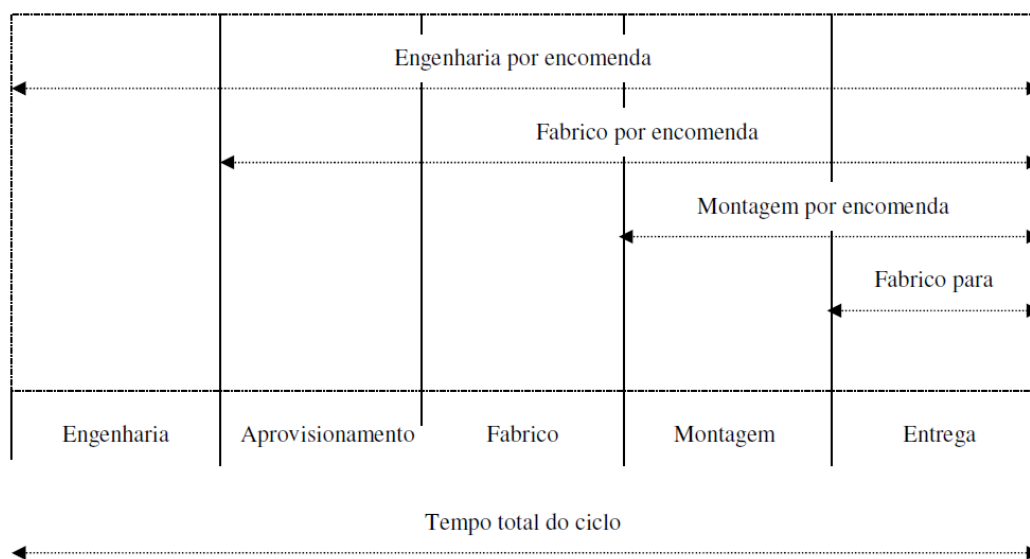 Engenharia por encomenda
Fabrico por encomenda
Montagem por encomenda
Fabrico para
Engenharia
Aprovisionamento
Fabrico
Montagem
Entrega
Tempo total do ciclo